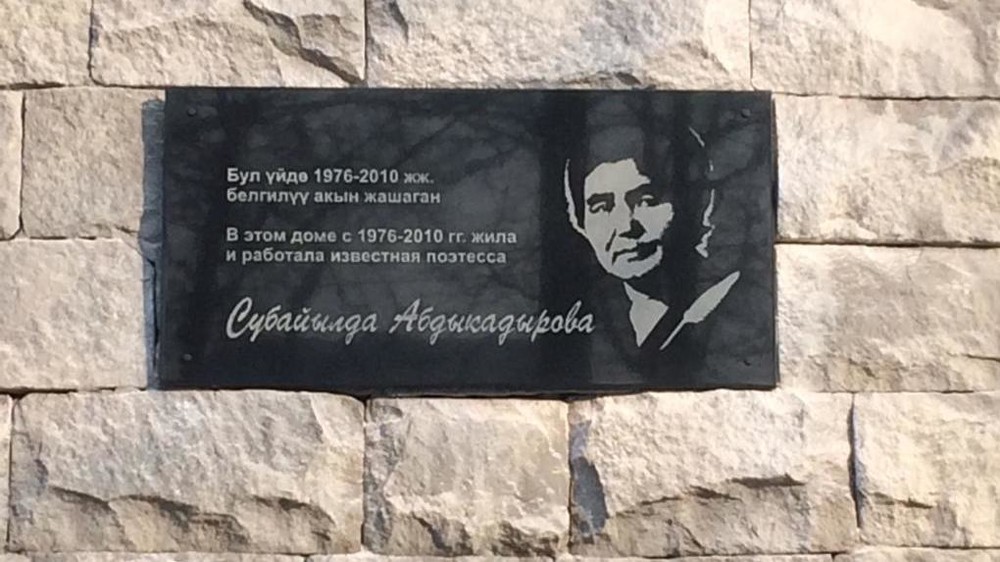 Бул үйдө 1976-2010 жж.
белгилүү акын жашаган
В этом доме с 1976-2010 гг. жила
и работала известная поэтесса
Субайылда Абдыкадырова